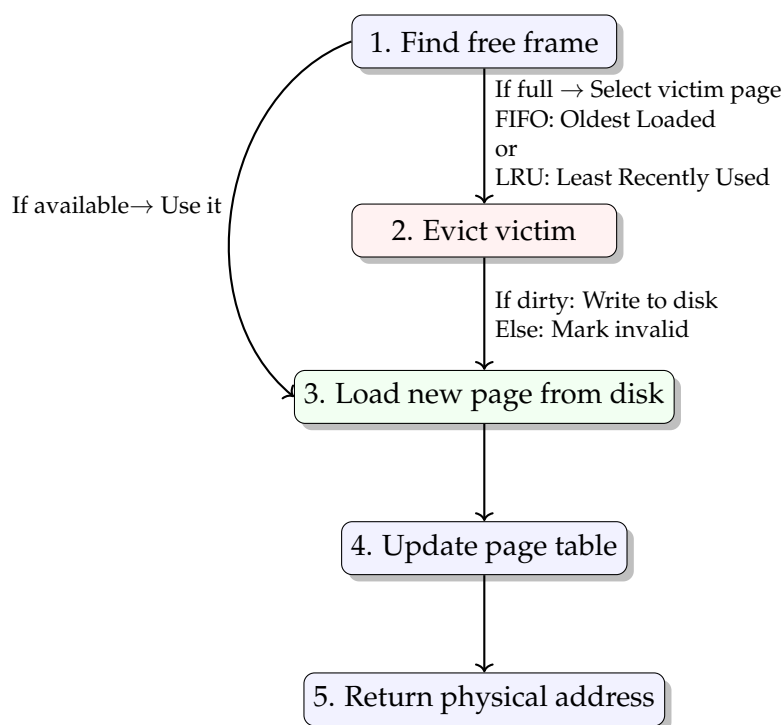 1. Find free frame
If full → Select victim page
FIFO: Oldest Loaded
or
LRU: Least Recently Used
If available→ Use it
2. Evict victim
If dirty: Write to disk
Else: Mark invalid
3. Load new page from disk
4. Update page table
5. Return physical address